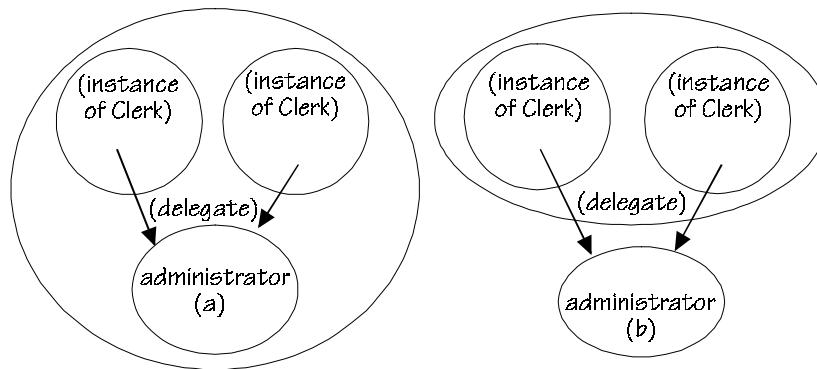 (instance
of Clerk)
(instance
of Clerk)
(delegate)
administrator
(a)
(instance
of Clerk)
(instance
of Clerk)
(delegate)
administrator
(b)